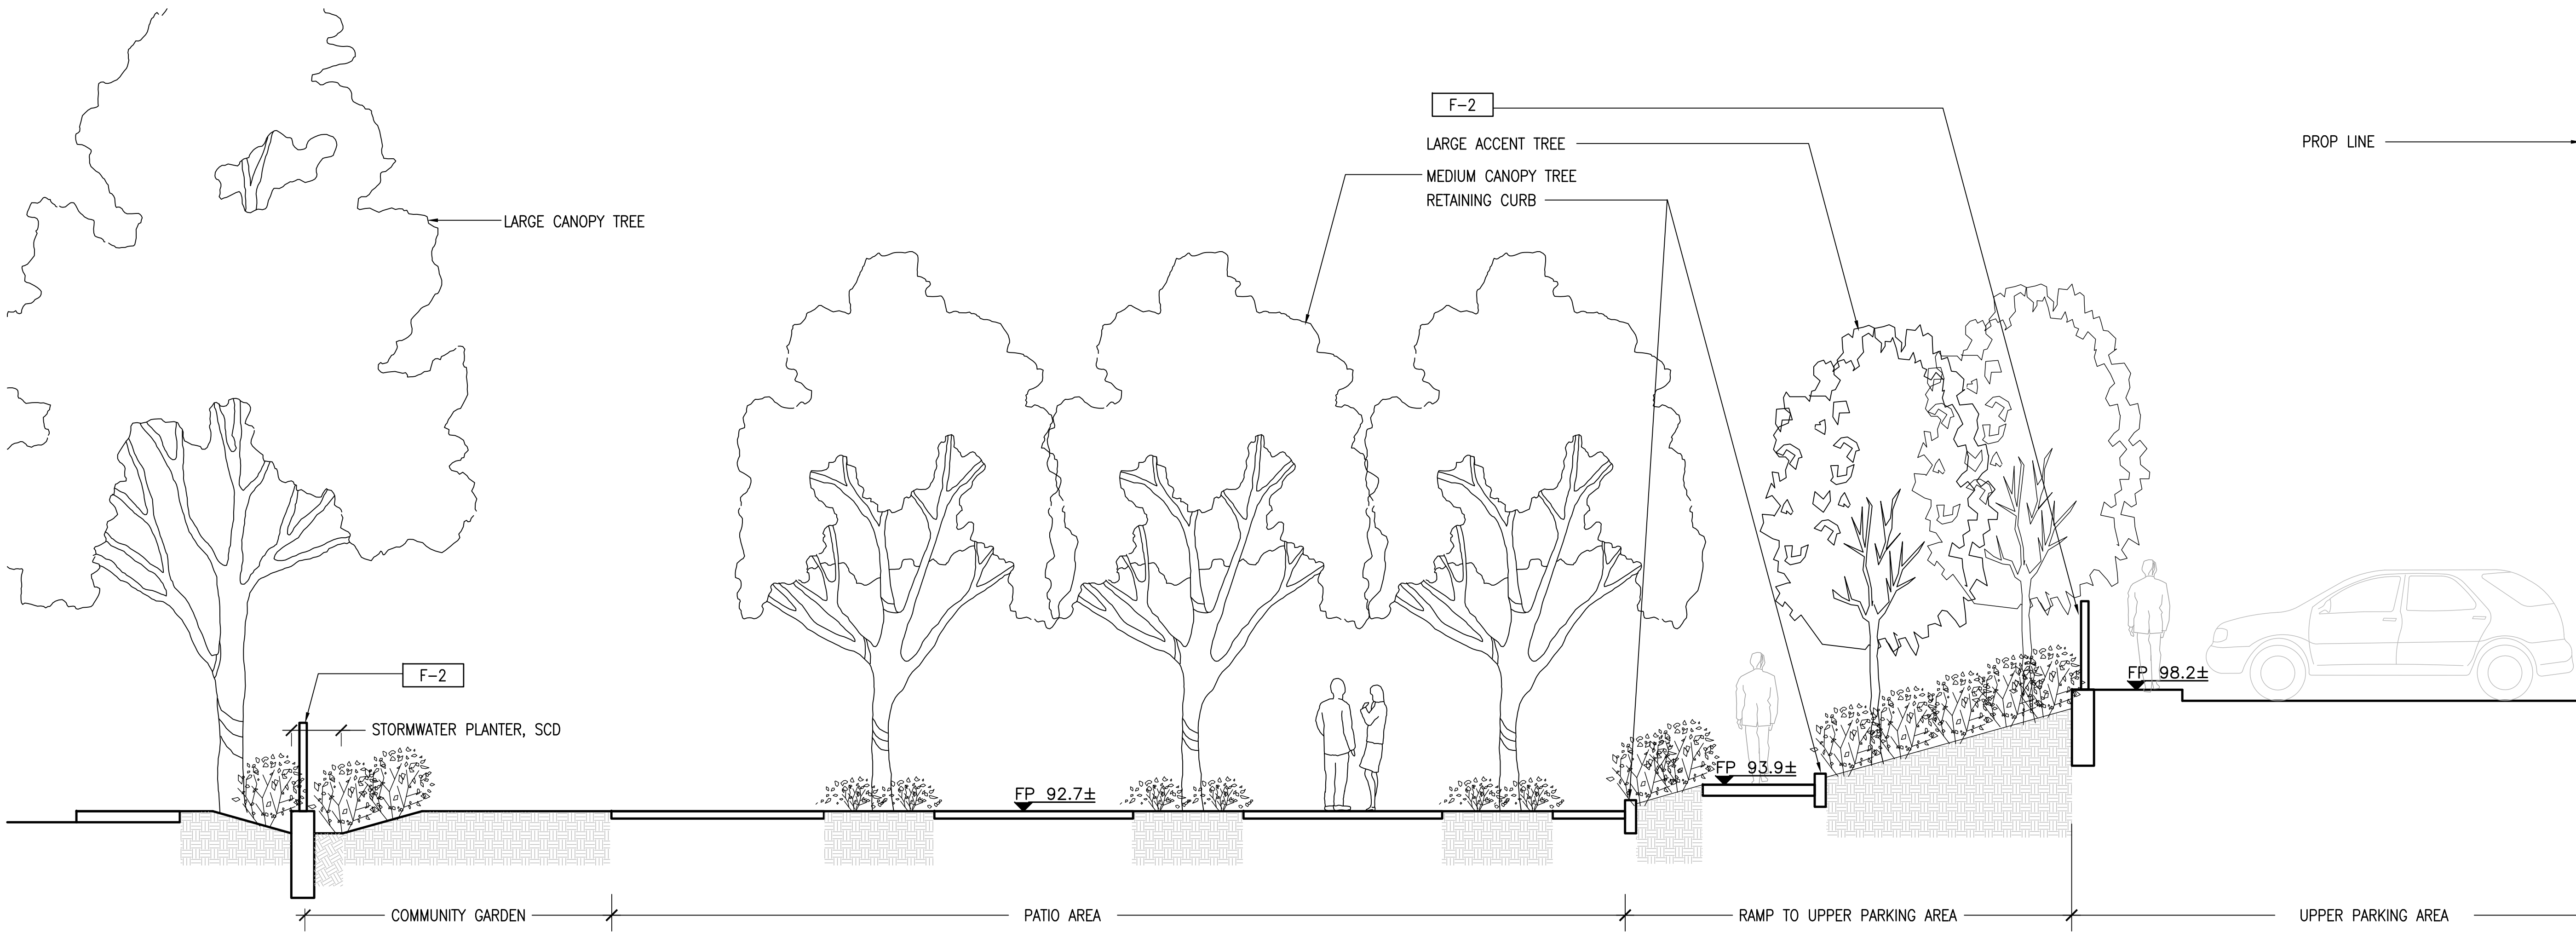 F-2
LARGE ACCENT TREE
PROP LINE
MEDIUM CANOPY TREE
RETAINING CURB
LARGE CANOPY TREE
F-2
STORMWATER PLANTER, SCD
FP 98.2±
FP 93.9±
FP 92.7±
COMMUNITY GARDEN
PATIO AREA
RAMP TO UPPER PARKING AREA
UPPER PARKING AREA